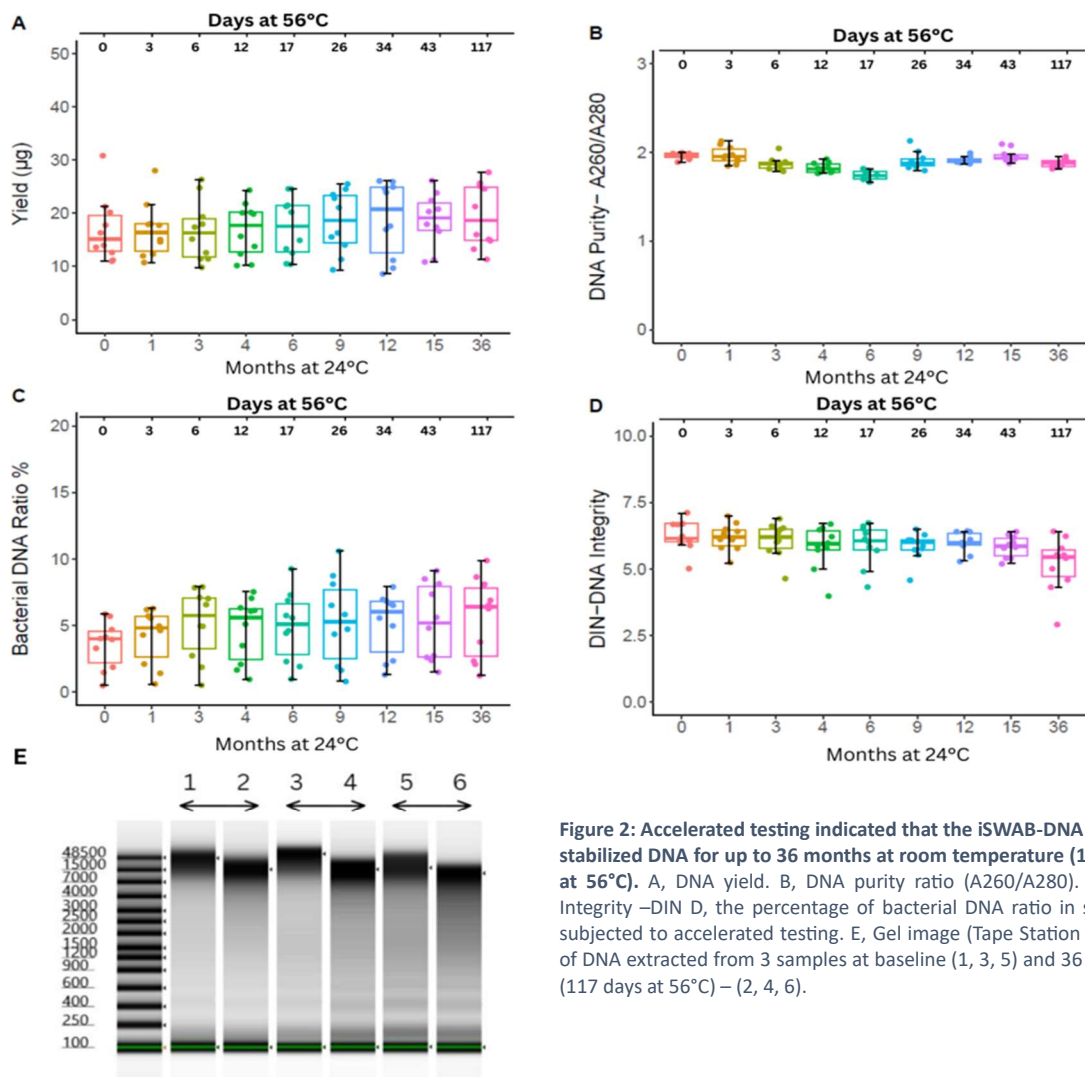 A
Days at 56°C
0 3 6 12 17 26 34 43 117
Yield (µg)
50
40
30
20
10
0
0 1 3 4 6 9 12 15 36
Months at 24°C
B
Days at 56°C
0 3 6 12 17 26 34 43 117
DNA Purity– A260/A280
3
2
1
0
0 1 3 4 6 9 12 15 36
Months at 24°C
C
Days at 56°C
0 3 6 12 17 26 34 43 117
Bacterial DNA Ratio %
20
15
10
5
0
0 1 3 4 6 9 12 15 36
Months at 24°C
D
Days at 56°C
0 3 6 12 17 26 34 43 117
DIN–DNA Integrity
10.0
7.5
5.0
2.5
0.0
0 1 3 4 6 9 12 15 36
Months at 24°C
E
1 2 3 4 5 6
48500
15000
7000
4000
3000
2500
2000
1500
1200
900
600
400
250
100
Figure 2: Accelerated testing indicated that the iSWAB-DNA
stabilized DNA for up to 36 months at room temperature (1
at 56°C). A, DNA yield. B, DNA purity ratio (A260/A280).
Integrity –DIN D, the percentage of bacterial DNA ratio in s
subjected to accelerated testing. E, Gel image (Tape Station
of DNA extracted from 3 samples at baseline (1, 3, 5) and 36
(117 days at 56°C) – (2, 4, 6).